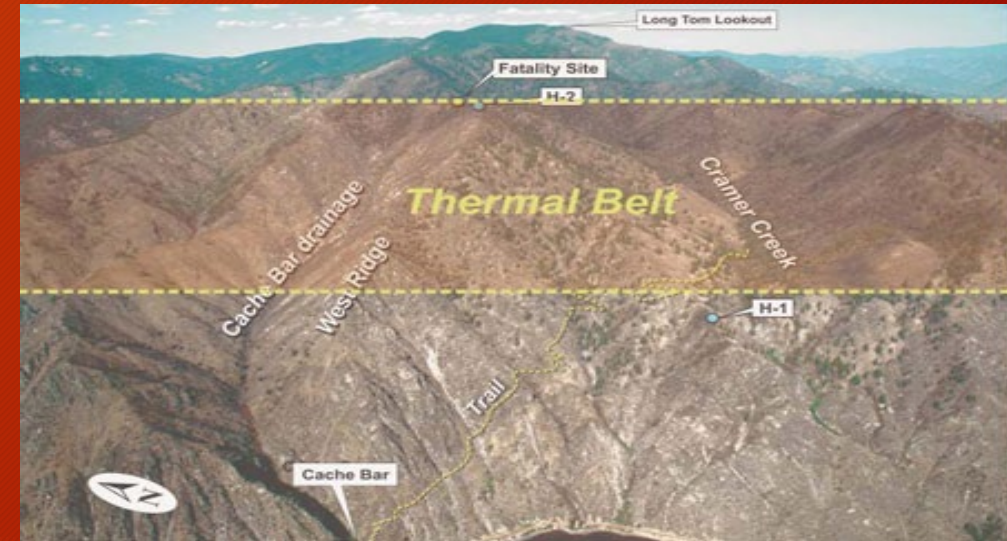 Long Tom Lookout
Fatality Site
H-2
Thermal Belt
Cramer Creek
Cache Bar drainage
West Ridge
H-1
Trail
Cache Bar
N